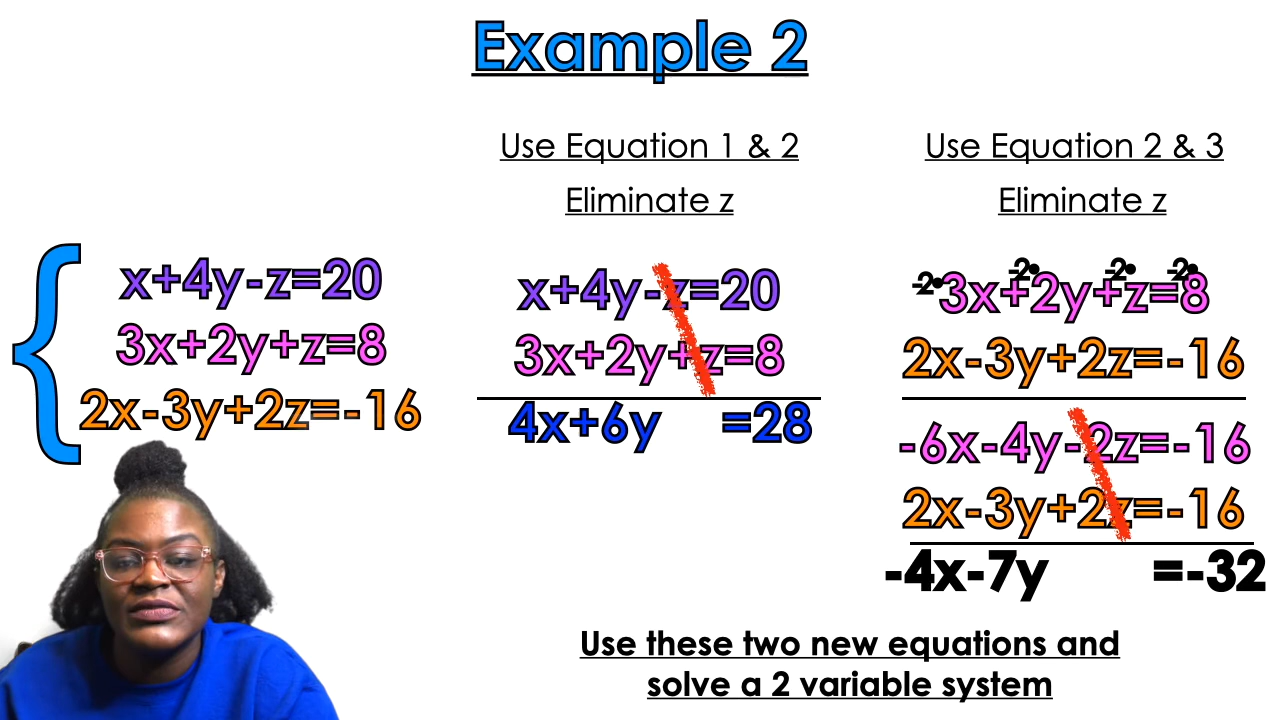 Example 2
x+4y-z=20
3x+2y+z=8
2x-3y+2z=-16
Use Equation 1 & 2
Eliminate z
x+4y-z=20
3x+2y+z=8
4x+6y =28
Use Equation 2 & 3
Eliminate z
-2• -2• -2• -2•
3x+2y+z=8
2x-3y+2z=-16
-6x-4y-2z=-16
2x-3y+2z=-16
-4x-7y =-32
Use these two new equations and
solve a 2 variable system